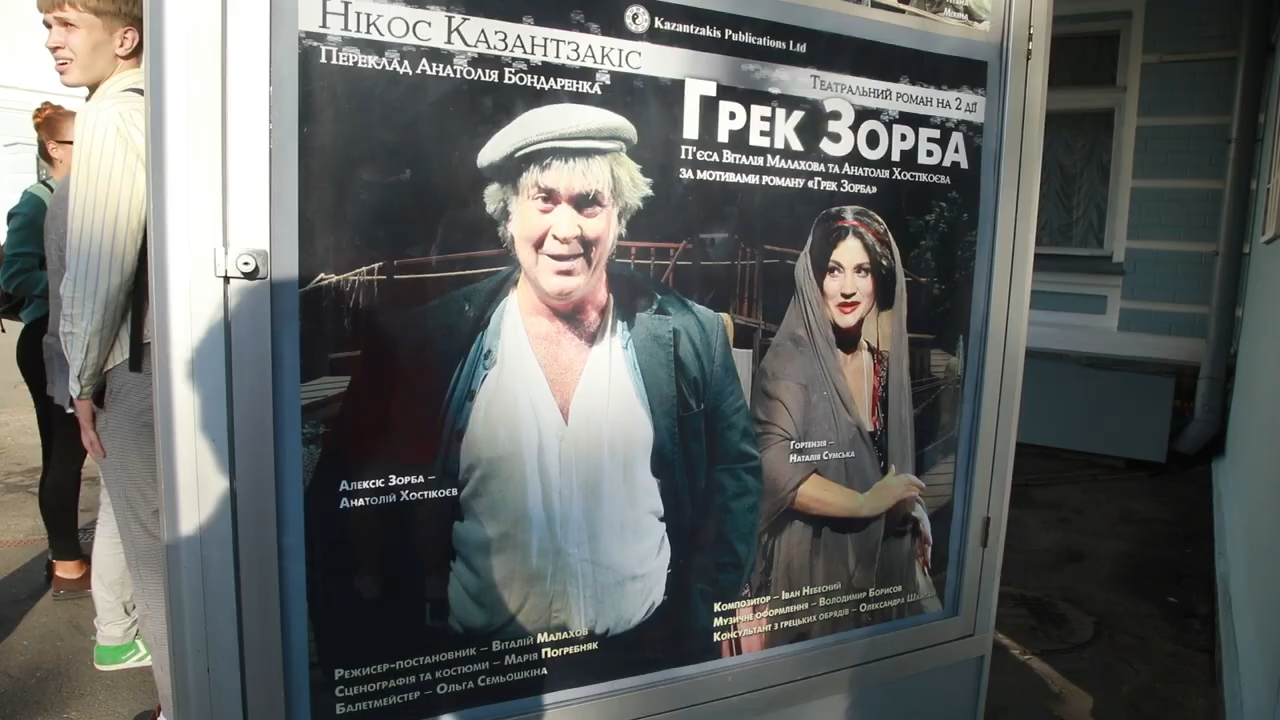 Міхіна
Нікос Казантзакіс
Kazantzakis Publications Ltd
Переклад Анатолія Бондаренка
Театральний роман на 2 дії
Грек Зорба
П'єса Віталія Малахова та Анатолія Хостікоєва
за мотивами роману «Грек Зорба»
Гортензія –
Наталія Сумська
Алексіс Зорба –
Анатолій Хостікоєв
Композитор – Іван Небесний
Музичне оформлення – Володимир Борисов
Консультант з грецьких обрядів – Олександра
Режисер-постановник – Віталій Малахов
Сценографія та костюми – Марія Погребняк
Балетмейстер – Ольга Семьошкіна